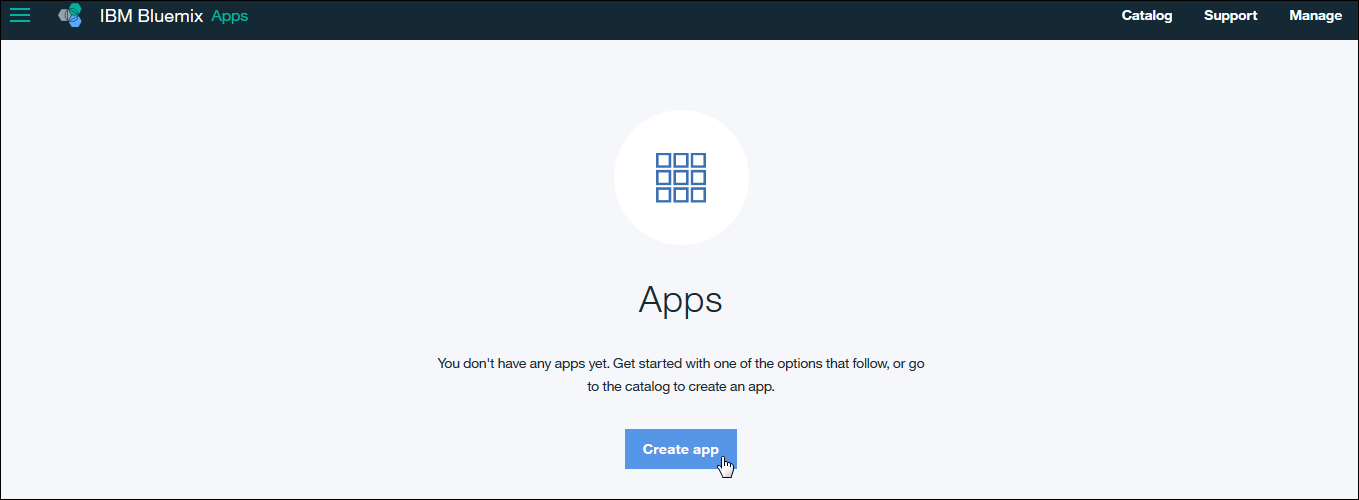 IBM Bluemix Apps Catalog Support Manage
Apps
You don't have any apps yet. Get started with one of the options that follow, or go
to the catalog to create an app.
Create app